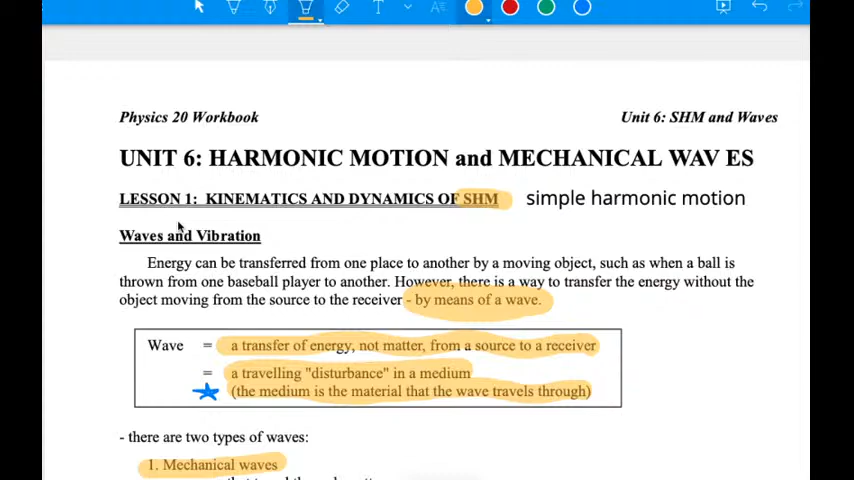 Physics 20 Workbook Unit 6: SHM and Waves
UNIT 6: HARMONIC MOTION and MECHANICAL WAV ES
LESSON 1: KINEMATICS AND DYNAMICS OF SHM simple harmonic motion
Waves and Vibration
Energy can be transferred from one place to another by a moving object, such as when a ball is
thrown from one baseball player to another. However, there is a way to transfer the energy without the
object moving from the source to the receiver - by means of a wave.
Wave = a transfer of energy, not matter, from a source to a receiver
= a travelling "disturbance" in a medium
(the medium is the material that the wave travels through)
- there are two types of waves:
1. Mechanical waves